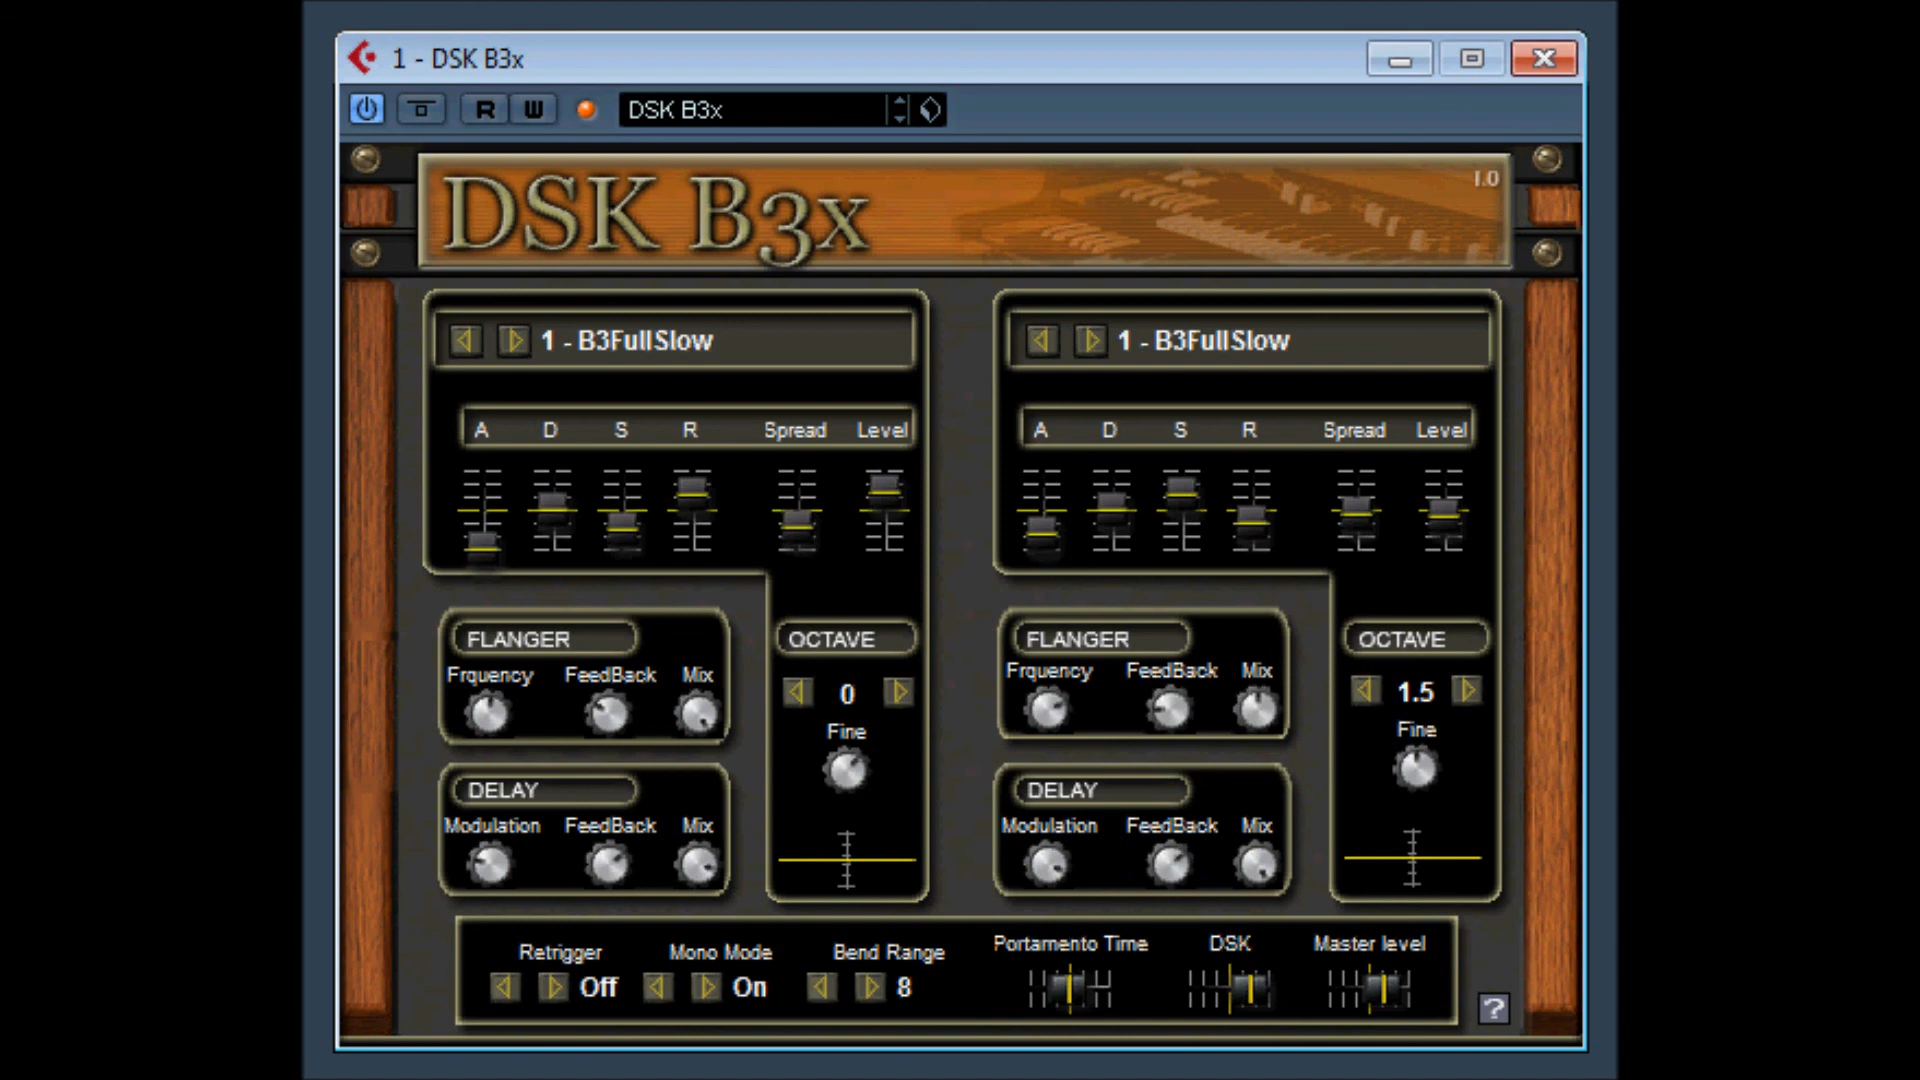 1 - DSK B3x
R W DSK B3x
DSK B3x
1.0
1 - B3FullSlow
A D S R Spread Level
FLANGER
Frquency FeedBack Mix
DELAY
Modulation FeedBack Mix
OCTAVE
0
Fine
1 - B3FullSlow
A D S R Spread Level
FLANGER
Frquency FeedBack Mix
DELAY
Modulation FeedBack Mix
OCTAVE
1.5
Fine
Retrigger Mono Mode Bend Range Portamento Time DSK Master level
Off On 8
?